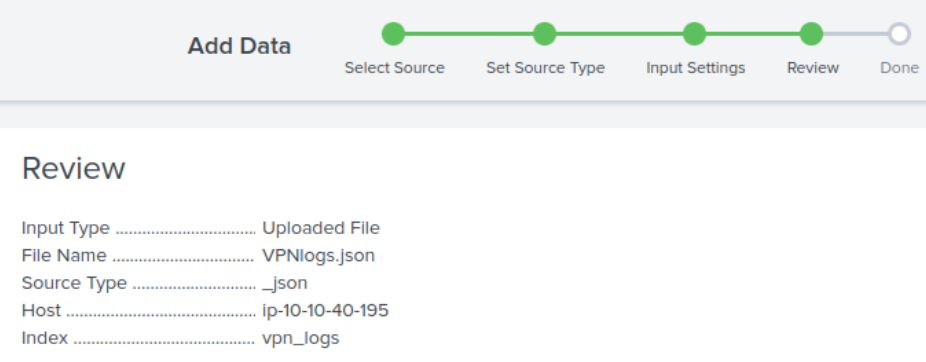 Add Data
Select Source Set Source Type Input Settings Review Done
Review
Input Type ................................ Uploaded File
File Name ................................ VPNlogs.json
Source Type ............................ _json
Host ........................................... ip-10-10-40-195
Index ......................................... vpn_logs